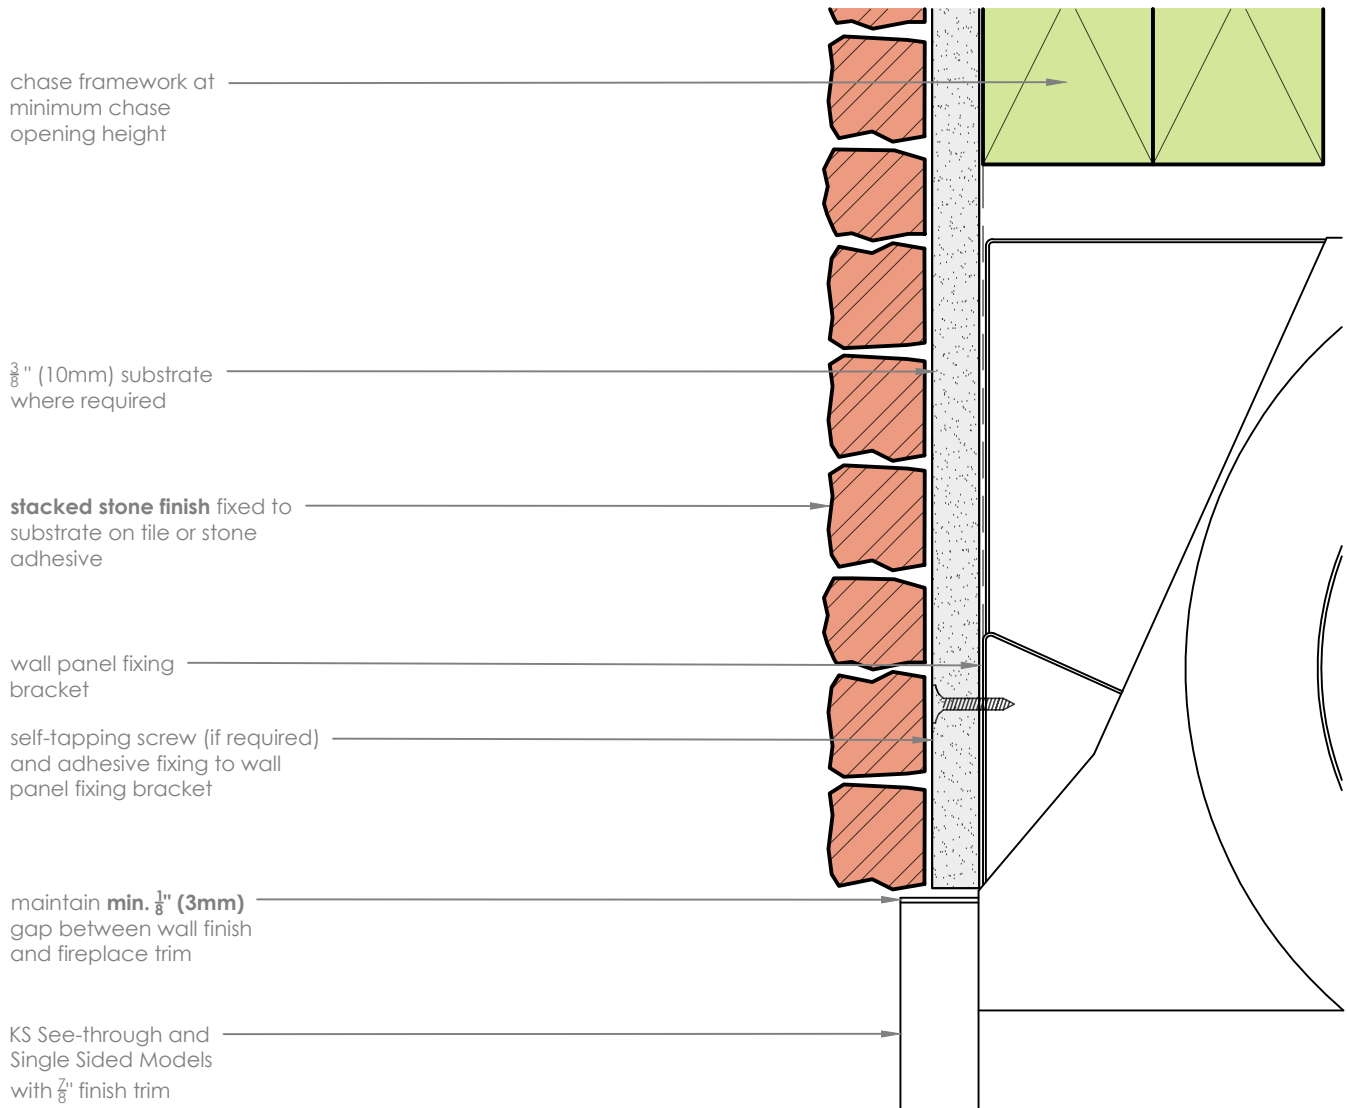 chase framework at
minimum chase
opening height
⅜" (10mm) substrate
where required
stacked stone finish fixed to
substrate on tile or stone
adhesive
wall panel fixing
bracket
self-tapping screw (if required)
and adhesive fixing to wall
panel fixing bracket
maintain min. ⅛" (3mm)
gap between wall finish
and fireplace trim
KS See-through and
Single Sided Models
with ⅞" finish trim